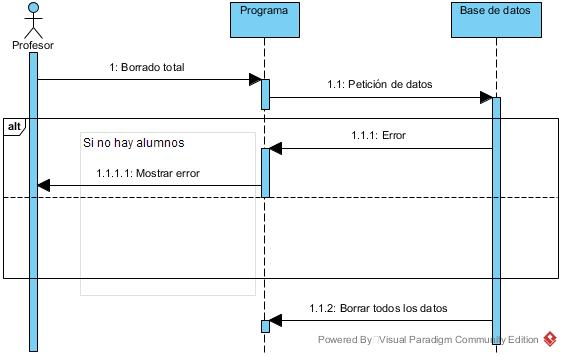 Programa
Base de datos
Profesor
1: Borrado total
1.1: Petición de datos
alt
Si no hay alumnos
1.1.1: Error
1.1.1.1: Mostrar error
1.1.2: Borrar todos los datos
Powered By Visual Paradigm Community Edition